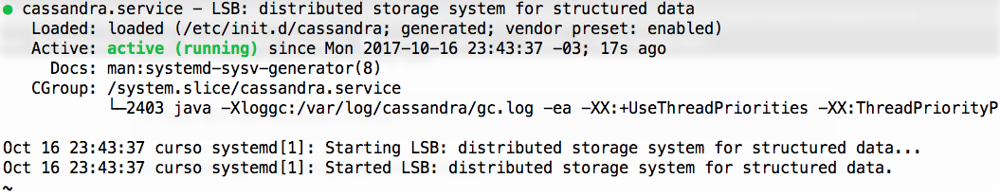 ● cassandra.service - LSB: distributed storage system for structured data
Loaded: loaded (/etc/init.d/cassandra; generated; vendor preset: enabled)
Active: active (running) since Mon 2017-10-16 23:43:37 -03; 17s ago
Docs: man:systemd-sysv-generator(8)
CGroup: /system.slice/cassandra.service
└─2403 java -Xloggc:/var/log/cassandra/gc.log -ea -XX:+UseThreadPriorities -XX:ThreadPriorityP
Oct 16 23:43:37 curso systemd[1]: Starting LSB: distributed storage system for structured data...
Oct 16 23:43:37 curso systemd[1]: Started LSB: distributed storage system for structured data.
~